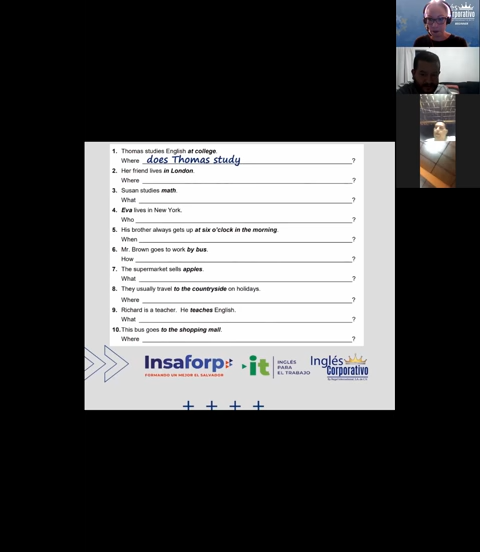 1. Thomas studies English at college.
Where does Thomas study ?
2. Her friend lives in London.
Where ?
3. Susan studies math.
What ?
4. Eva lives in New York.
Who ?
5. His brother always gets up at six o'clock in the morning.
When ?
6. Mr. Brown goes to work by bus.
How ?
7. The supermarket sells apples.
What ?
8. They usually travel to the countryside on holidays.
Where ?
9. Richard is a teacher. He teaches English.
What ?
10. This bus goes to the shopping mall.
Where ?
Insaforp
FORMANDO UN MEJOR EL SALVADOR
it
INGLÉS
PARA
EL TRABAJO
Inglés
Corporativo